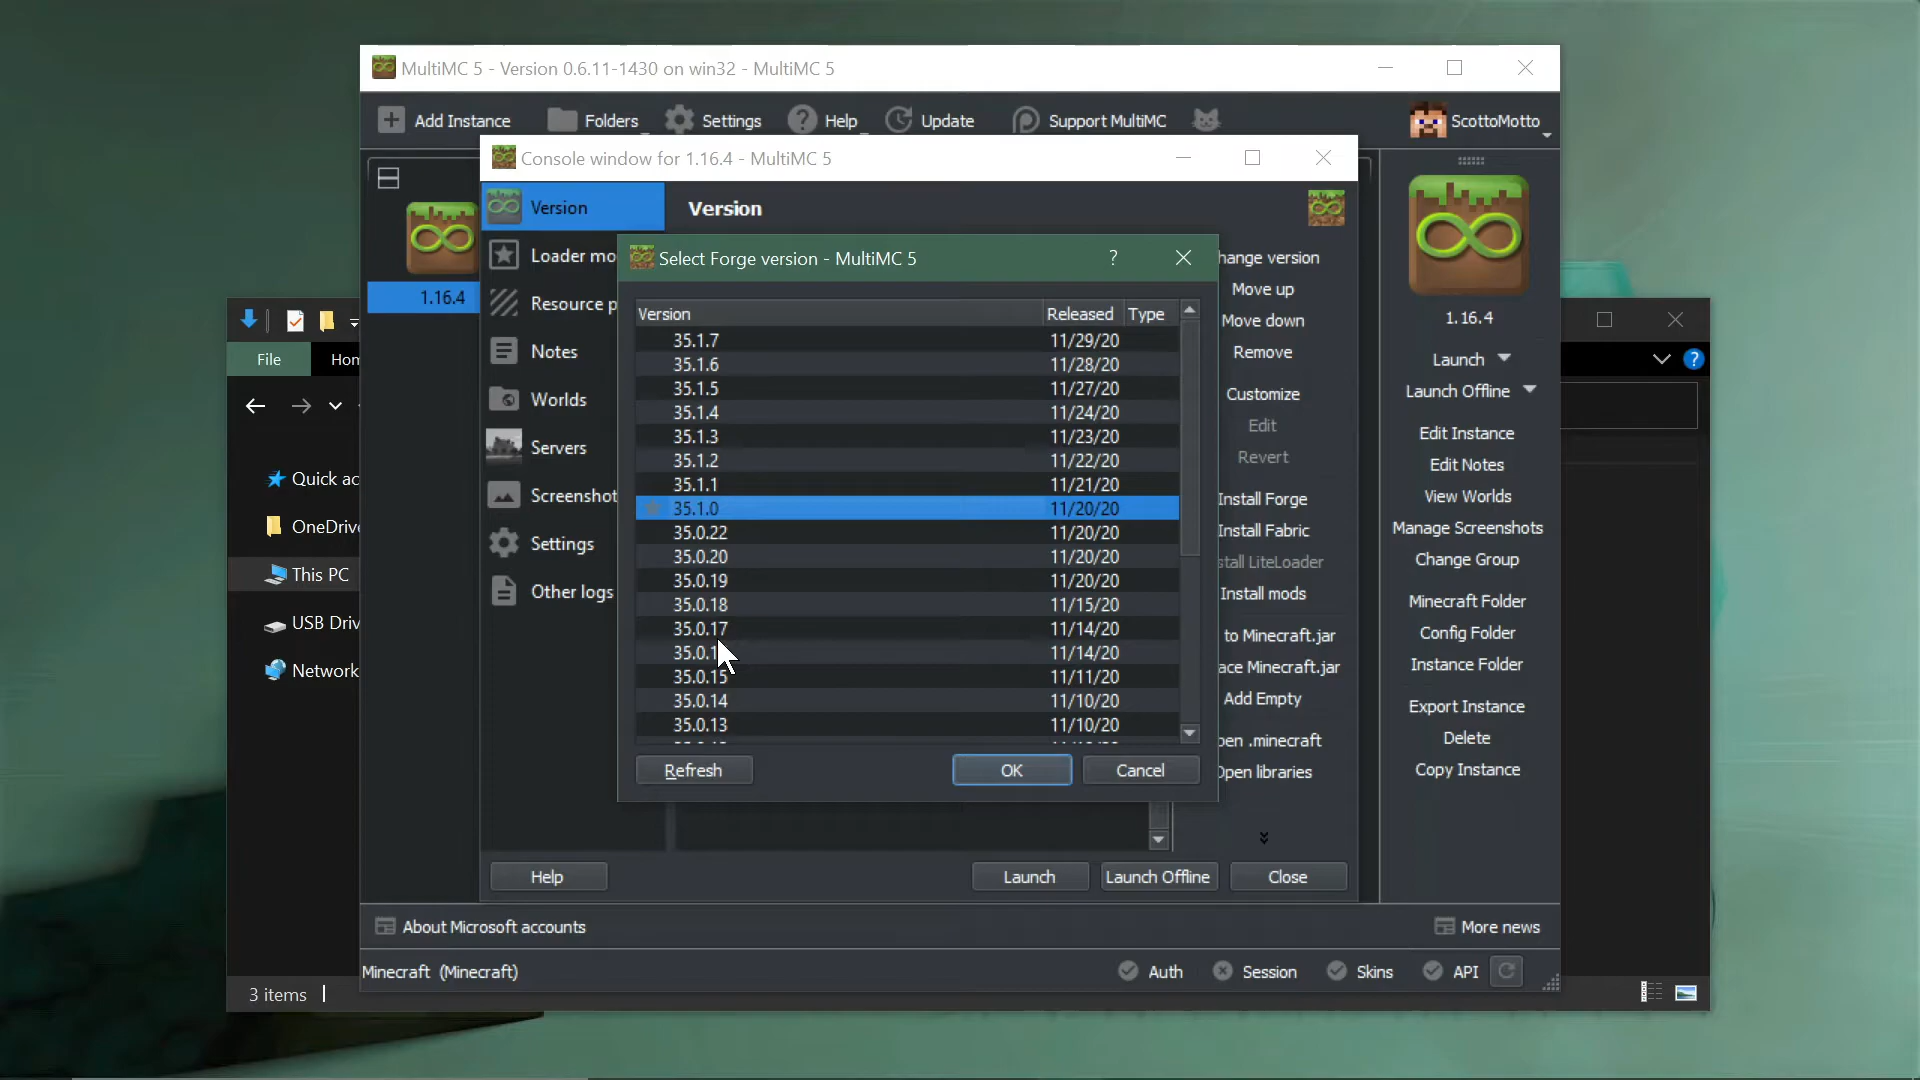 MultiMC 5 - Version 0.6.11-1430 on win32 - MultiMC 5
Add Instance Folders Settings Help Update Support MultiMC ScottoMotto
Console window for 1.16.4 - MultiMC 5
Version
Version
Loader mo
Resource p
Notes
Worlds
Servers
Screenshot
Settings
Other logs
1.16.4
Select Forge version - MultiMC 5 ?
Version Released Type
35.1.7 11/29/20
35.1.6 11/28/20
35.1.5 11/27/20
35.1.4 11/24/20
35.1.3 11/23/20
35.1.2 11/22/20
35.1.1 11/21/20
35.1.0 11/20/20
35.0.22 11/20/20
35.0.20 11/20/20
35.0.19 11/20/20
35.0.18 11/15/20
35.0.17 11/14/20
35.0.1 11/14/20
35.0.15 11/11/20
35.0.14 11/10/20
35.0.13 11/10/20
Refresh OK Cancel
hange version
Move up
Move down
Remove
Customize
Edit
Revert
Install Forge
Install Fabric
stall LiteLoader
Install mods
to Minecraft.jar
ace Minecraft.jar
Add Empty
pen .minecraft
Open libraries
Help Launch Launch Offline Close
1.16.4
Launch
Launch Offline
Edit Instance
Edit Notes
View Worlds
Manage Screenshots
Change Group
Minecraft Folder
Config Folder
Instance Folder
Export Instance
Delete
Copy Instance
About Microsoft accounts More news
Minecraft (Minecraft) Auth Session Skins API
File Hom ?
Quick ac
OneDrive
This PC
USB Driv
Network
3 items